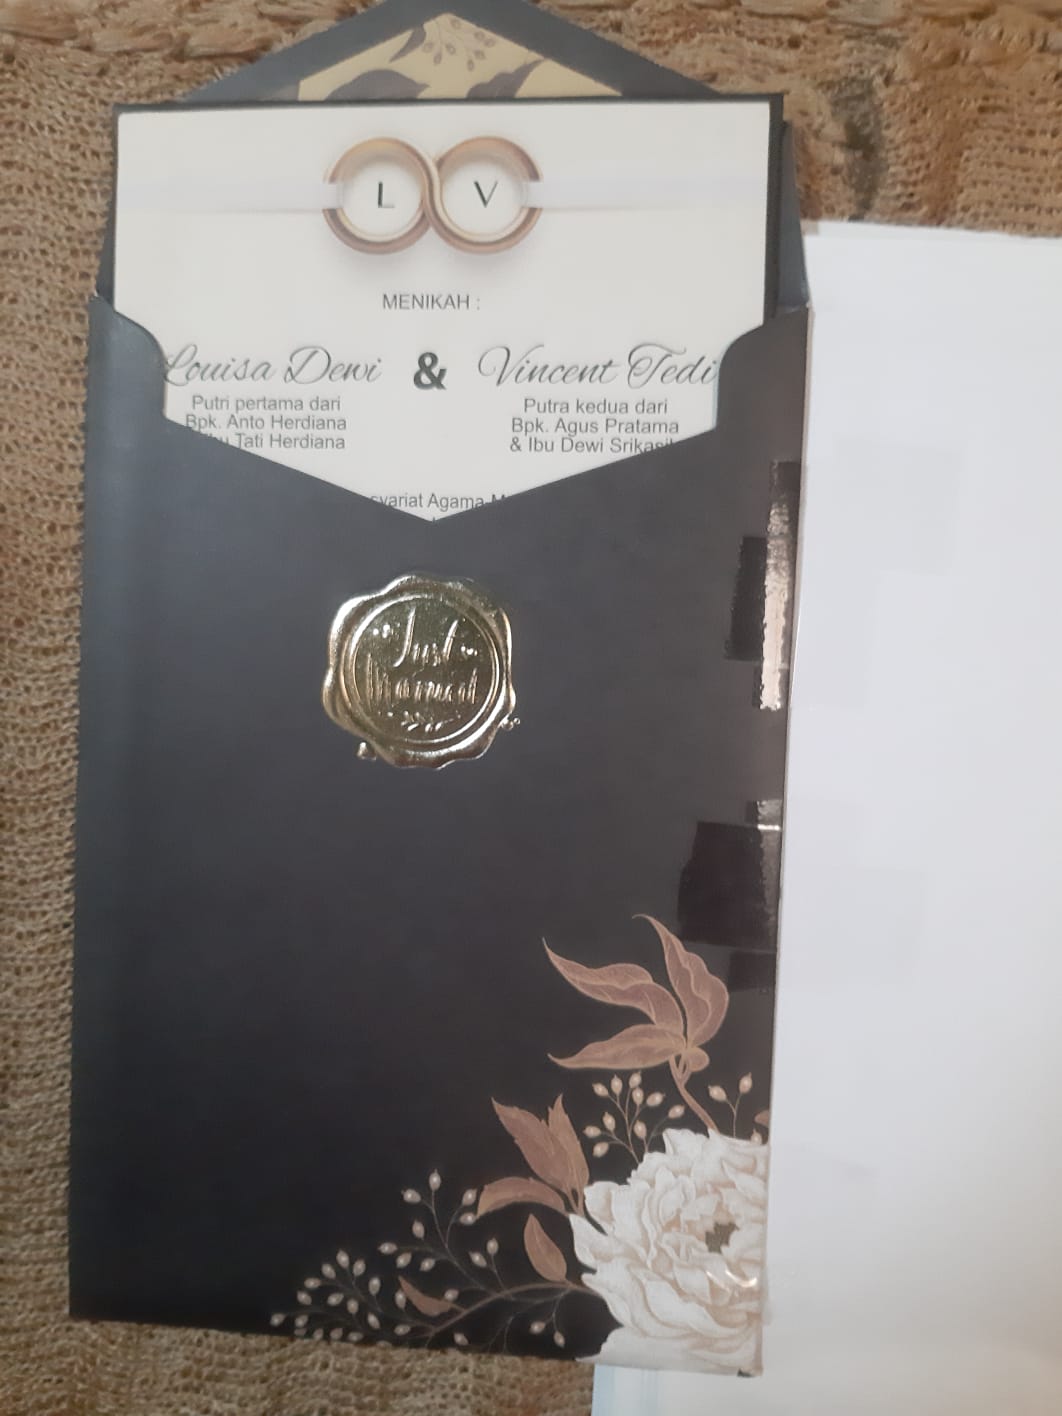 L V
MENIKAH :
Louisa Dewi & Vincent Tedi
Putri pertama dari
Bpk. Anto Herdiana
Tati Herdiana
Putra kedua dari
Bpk. Agus Pratama
& Ibu Dewi
Agama
Just
Married